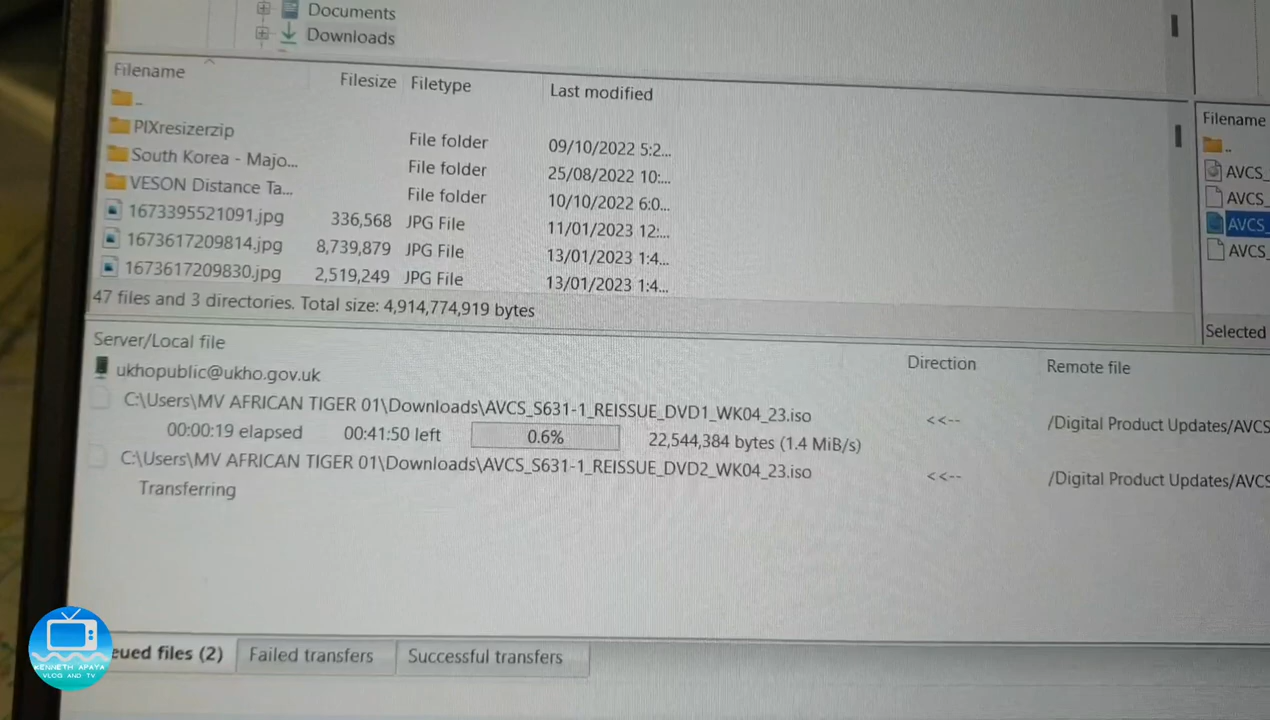 Documents
Downloads
Filename Filesize Filetype Last modified
..
PIXresizerzip File folder 09/10/2022 5:2...
South Korea - Majo... File folder 25/08/2022 10:...
VESON Distance Ta... File folder 10/10/2022 6:0...
1673395521091.jpg 336,568 JPG File 11/01/2023 12:...
1673617209814.jpg 8,739,879 JPG File 13/01/2023 1:4...
1673617209830.jpg 2,519,249 JPG File 13/01/2023 1:4...
47 files and 3 directories. Total size: 4,914,774,919 bytes
Filename
..
AVCS_
AVCS_
AVCS_
AVCS_
Selected
Server/Local file Direction Remote file
ukhopublic@ukho.gov.uk
C:\Users\MV AFRICAN TIGER 01\Downloads\AVCS_S631-1_REISSUE_DVD1_WK04_23.iso <<-- /Digital Product Updates/AVCS
00:00:19 elapsed 00:41:50 left 0.6% 22,544,384 bytes (1.4 MiB/s)
C:\Users\MV AFRICAN TIGER 01\Downloads\AVCS_S631-1_REISSUE_DVD2_WK04_23.iso <<-- /Digital Product Updates/AVCS
Transferring
ueued files (2) Failed transfers Successful transfers
KENNETH APAYA
VLOG AND TV